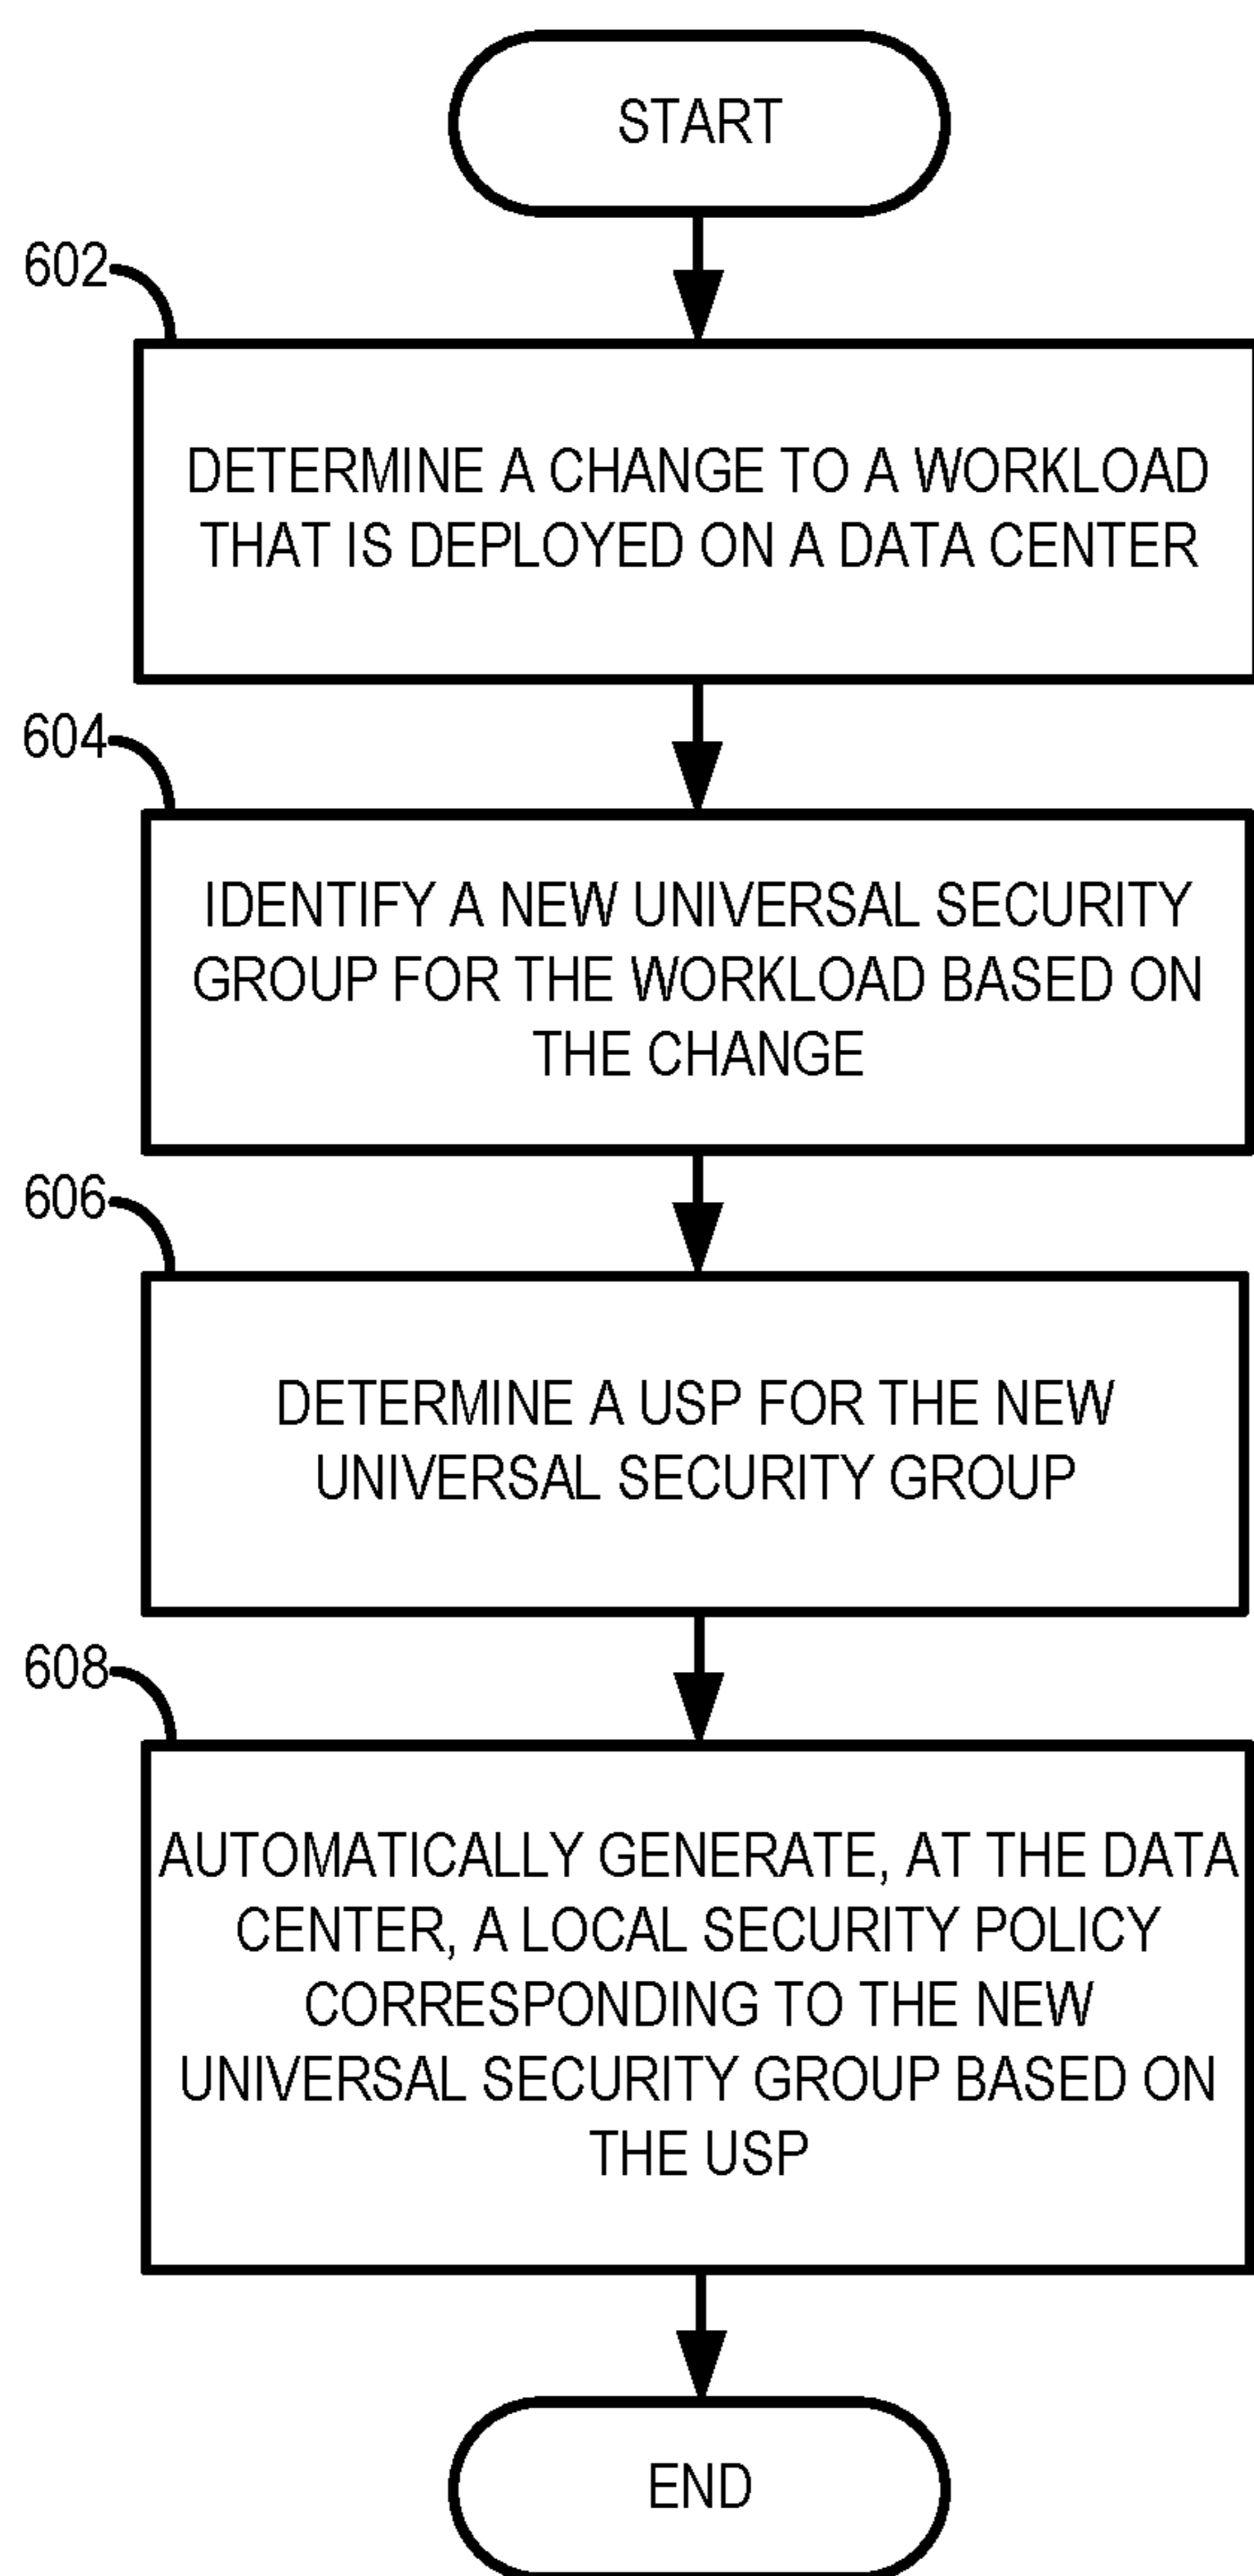 START
602
DETERMINE A CHANGE TO A WORKLOAD
THAT IS DEPLOYED ON A DATA CENTER
604
IDENTIFY A NEW UNIVERSAL SECURITY
GROUP FOR THE WORKLOAD BASED ON
THE CHANGE
606
DETERMINE A USP FOR THE NEW
UNIVERSAL SECURITY GROUP
608
AUTOMATICALLY GENERATE, AT THE DATA
CENTER, A LOCAL SECURITY POLICY
CORRESPONDING TO THE NEW
UNIVERSAL SECURITY GROUP BASED ON
THE USP
END